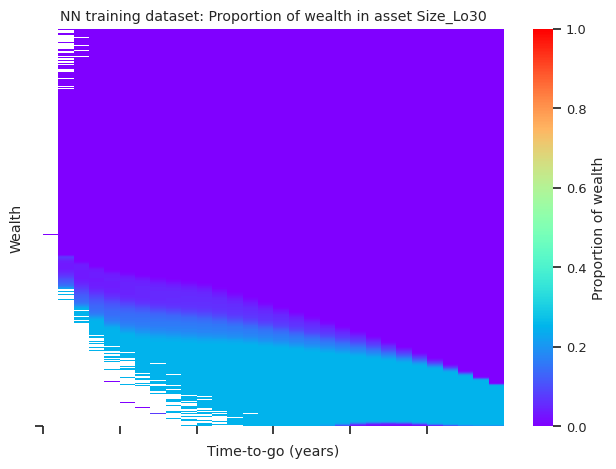 NN training dataset: Proportion of wealth in asset Size_Lo30
Wealth
Time-to-go (years)
1.0
0.8
0.6
0.4
0.2
0.0
Proportion of wealth